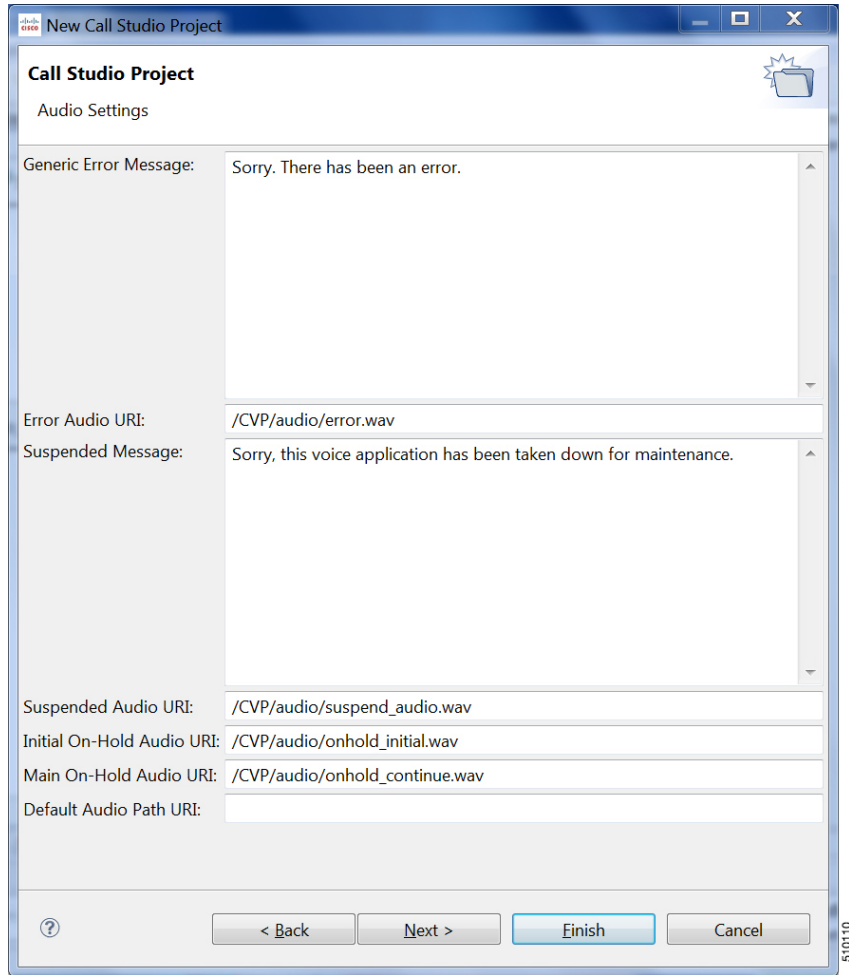 CISCO New Call Studio Project
Call Studio Project
Audio Settings
Generic Error Message: Sorry. There has been an error.
Error Audio URI: /CVP/audio/error.wav
Suspended Message: Sorry, this voice application has been taken down for maintenance.
Suspended Audio URI: /CVP/audio/suspend_audio.wav
Initial On-Hold Audio URI: /CVP/audio/onhold_initial.wav
Main On-Hold Audio URI: /CVP/audio/onhold_continue.wav
Default Audio Path URI:
? < Back Next > Finish Cancel
510110